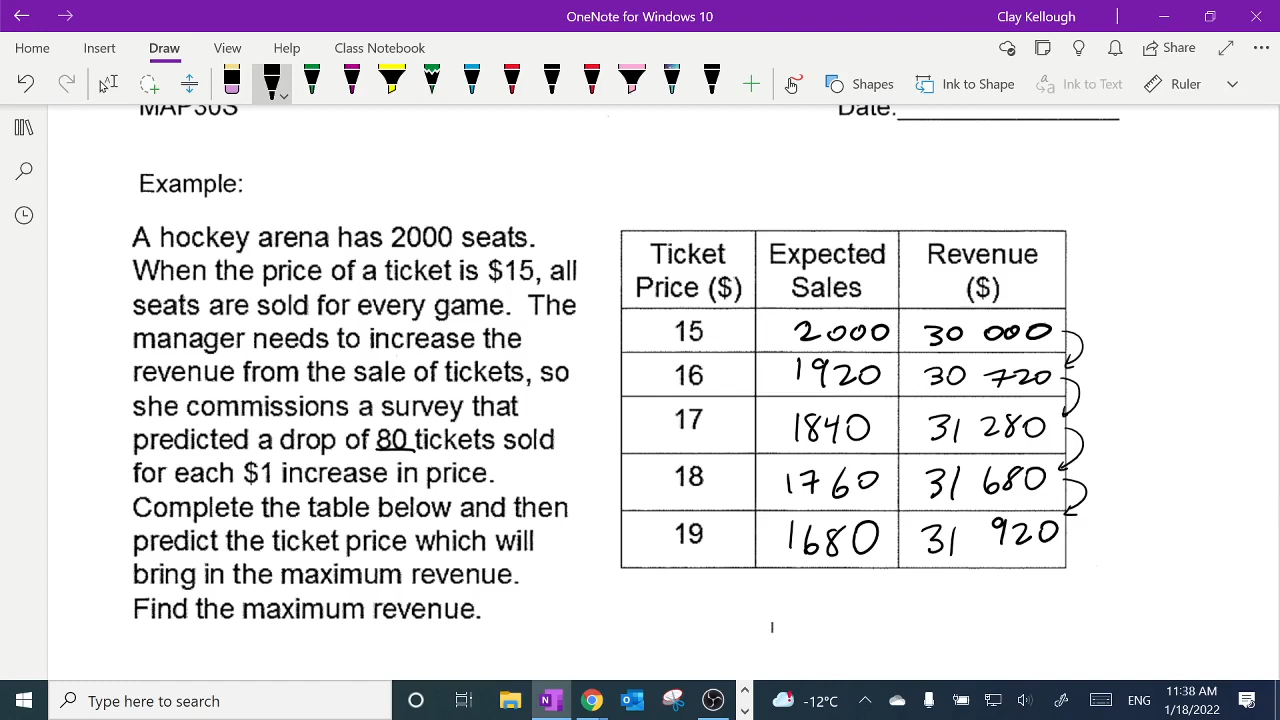 OneNote for Windows 10
Clay Kellough
Home Insert Draw View Help Class Notebook
Share
Shapes Ink to Shape Ink to Text Ruler
MAP30S Date:
Example:
A hockey arena has 2000 seats.
When the price of a ticket is $15, all
seats are sold for every game. The
manager needs to increase the
revenue from the sale of tickets, so
she commissions a survey that
predicted a drop of 80 tickets sold
for each $1 increase in price.
Complete the table below and then
predict the ticket price which will
bring in the maximum revenue.
Find the maximum revenue.
Ticket Price ($) Expected Sales Revenue ($)
15 2000 30 000
16 1920 30 720
17 1840 31 280
18 1760 31 680
19 1680 31 920
Type here to search
-12°C
ENG
11:38 AM
1/18/2022